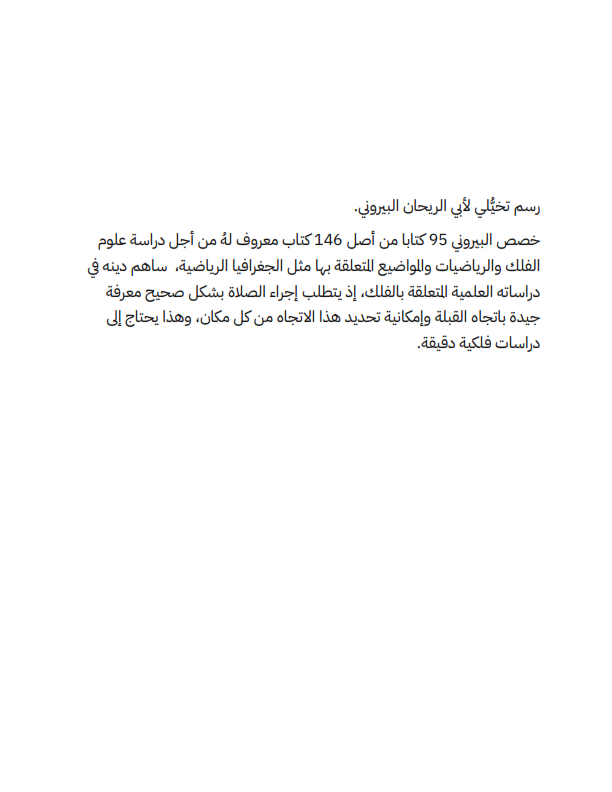 رسم تخيُّلي لأبي الريحان البيروني.
خصص البيروني 95 كتابا من أصل 146 كتاب معروف لهُ من أجل دراسة علوم
الفلك والرياضيات والمواضيع المتعلقة بها مثل الجغرافيا الرياضية، ساهم دينه في
دراساته العلمية المتعلقة بالفلك، إذ يتطلب إجراء الصلاة بشكل صحيح معرفة
جيدة باتجاه القبلة وإمكانية تحديد هذا الاتجاه من كل مكان، وهذا يحتاج إلى
دراسات فلكية دقيقة.